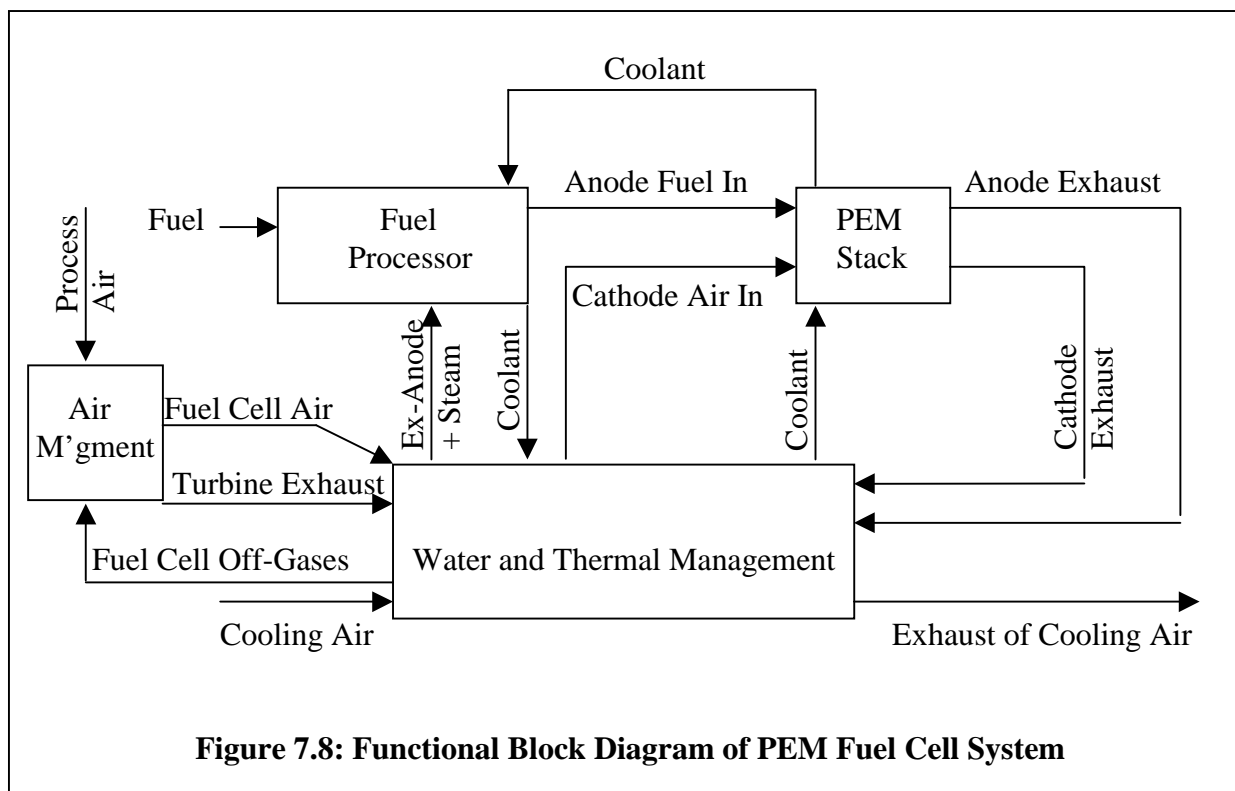 Coolant
Anode Fuel In
Anode Exhaust
Fuel
Fuel
Processor
PEM
Stack
Process
Air
Cathode Air In
Ex-Anode
+ Steam
Coolant
Coolant
Cathode
Exhaust
Air
M'gment
Fuel Cell Air
Turbine Exhaust
Fuel Cell Off-Gases
Water and Thermal Management
Cooling Air
Exhaust of Cooling Air
Figure 7.8: Functional Block Diagram of PEM Fuel Cell System